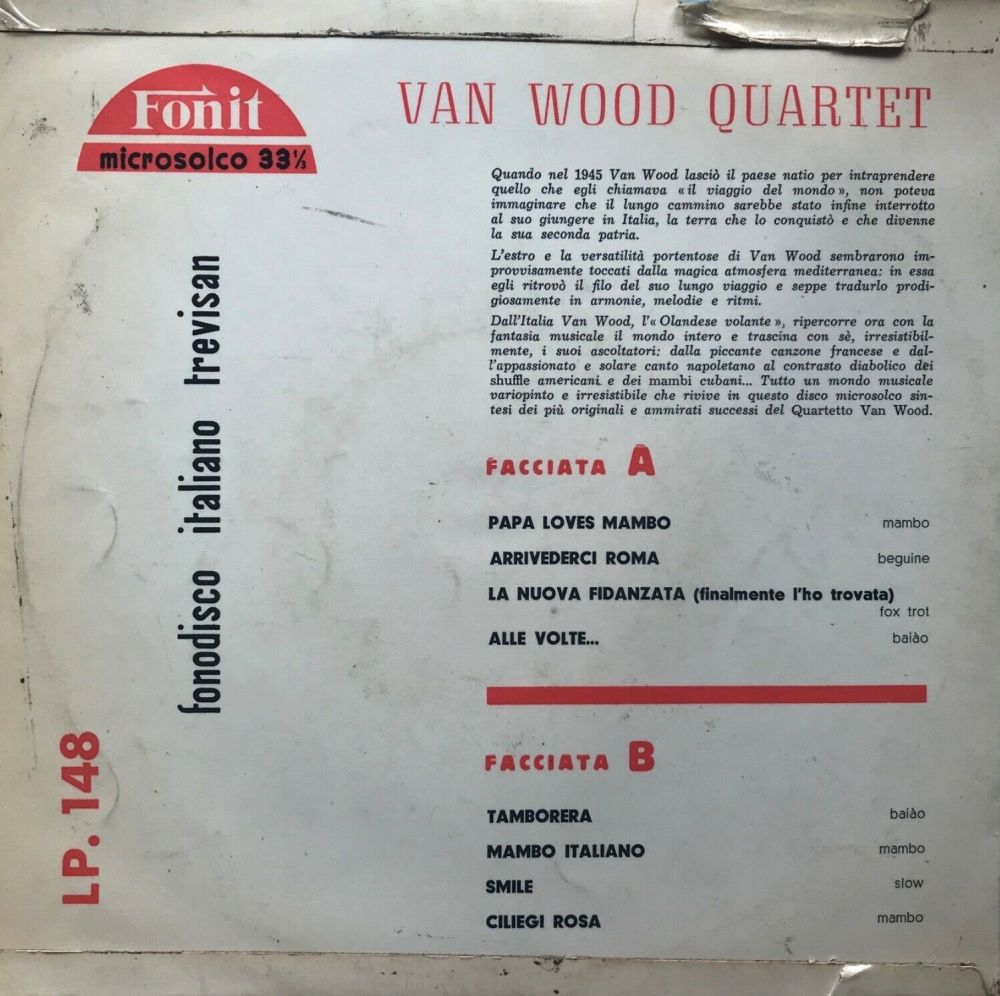 Fonit
microsolco 33⅓
VAN WOOD QUARTET
Quando nel 1945 Van Wood lasciò il paese natio per intraprendere
quello che egli chiamava «il viaggio del mondo», non poteva
immaginare che il lungo cammino sarebbe stato infine interrotto
al suo giungere in Italia, la terra che lo conquistò e che divenne
la sua seconda patria.
L'estro e la versatilità portentose di Van Wood sembrarono im-
provvisamente toccati dalla magica atmosfera mediterranea: in essa
egli ritrovò il filo del suo lungo viaggio e seppe tradurlo prodi-
giosamente in armonie, melodie e ritmi.
Dall'Italia Van Wood, l'«Olandese volante», ripercorre ora con la
fantasia musicale il mondo intero e trascina con sè, irresistibil-
mente, i suoi ascoltatori: dalla piccante canzone francese e dal-
l'appassionato e solare canto napoletano al contrasto diabolico dei
shuffle americani e dei mambi cubani... Tutto un mondo musicale
variopinto e irresistibile che rivive in questo disco microsolco sin-
tesi dei più originali e ammirati successi del Quartetto Van Wood.
fonodisco italiano trevisan
LP. 148
FACCIATA A
PAPA LOVES MAMBO mambo
ARRIVEDERCI ROMA beguine
LA NUOVA FIDANZATA (finalmente l'ho trovata)
fox trot
ALLE VOLTE... baiào
FACCIATA B
TAMBORERA baiào
MAMBO ITALIANO mambo
SMILE slow
CILIEGI ROSA mambo